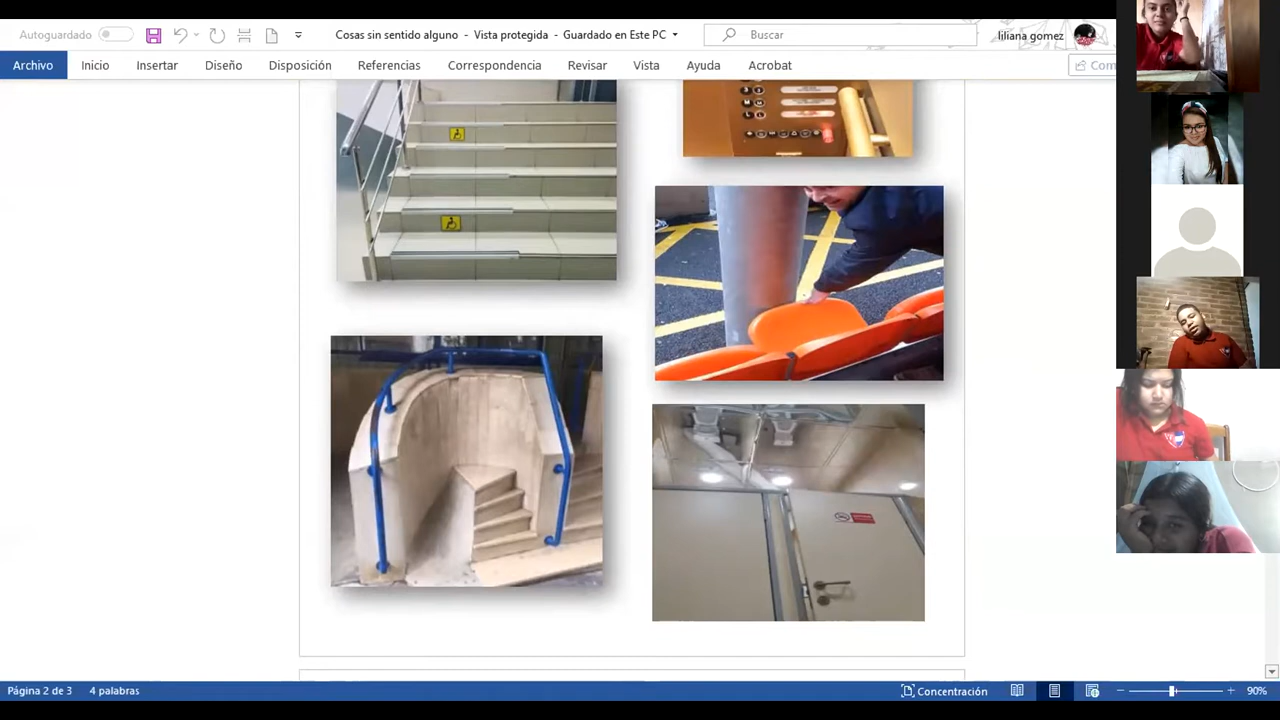 Autoguardado
Cosas sin sentido alguno - Vista protegida - Guardado en Este PC
Buscar
liliana gomez
Archivo
Inicio
Insertar
Diseño
Disposición
Referencias
Correspondencia
Revisar
Vista
Ayuda
Acrobat
Com
Página 2 de 3
4 palabras
Concentración
90%